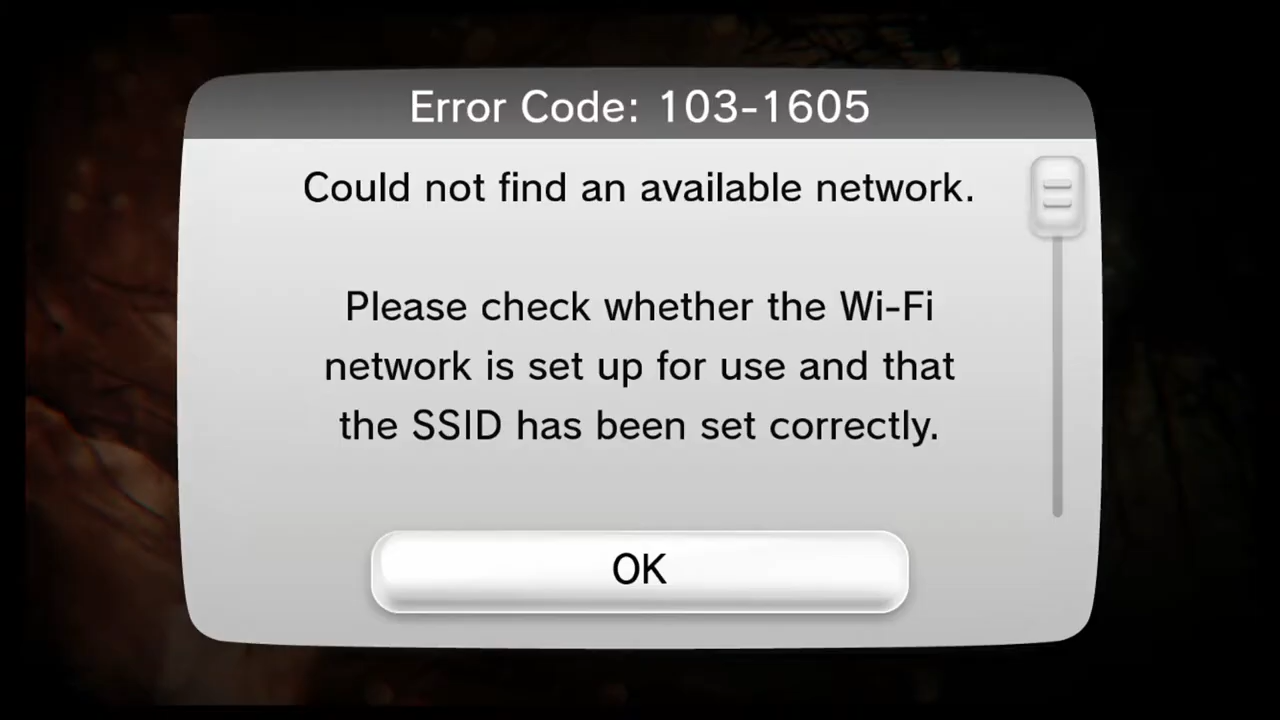 Error Code: 103-1605
Could not find an available network.
Please check whether the Wi-Fi
network is set up for use and that
the SSID has been set correctly.
OK